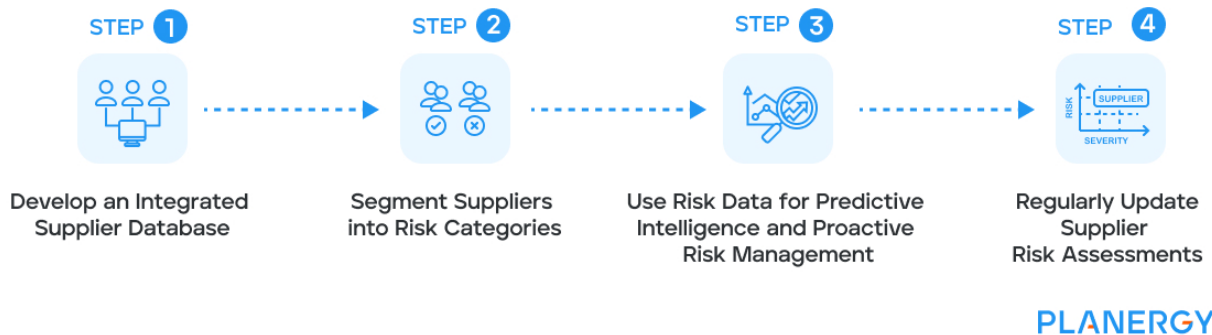 STEP 1
STEP 2
STEP 3
STEP 4
RISK
SUPPLIER
SEVERITY
Develop an Integrated
Supplier Database
Segment Suppliers
into Risk Categories
Use Risk Data for Predictive
Intelligence and Proactive
Risk Management
Regularly Update
Supplier
Risk Assessments
PLANERGY